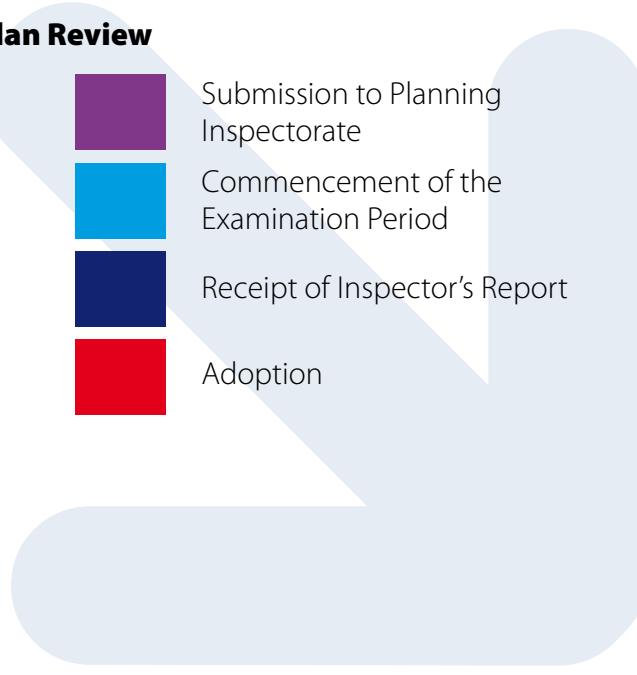 lan Review
Submission to Planning
Inspectorate
Commencement of the
Examination Period
Receipt of Inspector’s Report
Adoption